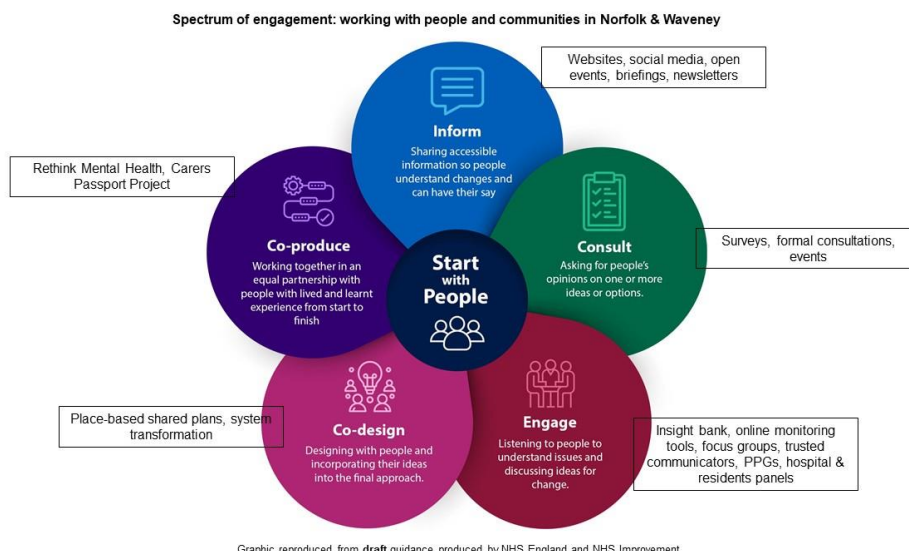 Spectrum of engagement: working with people and communities in Norfolk & Waveney
Websites, social media, open
events, briefings, newsletters
Inform
Sharing accessible
information so people
understand changes and
can have their say
Rethink Mental Health, Carers
Passport Project
Co-produce
Working together in an
equal partnership with
people with lived and learnt
experience from start to
finish
Start
with
People
Consult
Asking for people's
opinions on one or more
ideas or options.
Surveys, formal consultations,
events
Place-based shared plans, system
transformation
Co-design
Designing with people and
incorporating their ideas
into the final approach.
Engage
Listening to people to
understand issues and
discussing ideas for
change.
Insight bank, online monitoring
tools, focus groups, trusted
communicators, PPGs, hospital &
residents panels
Graphic reproduced from draft guidance produced by NHS England and NHS Improvement